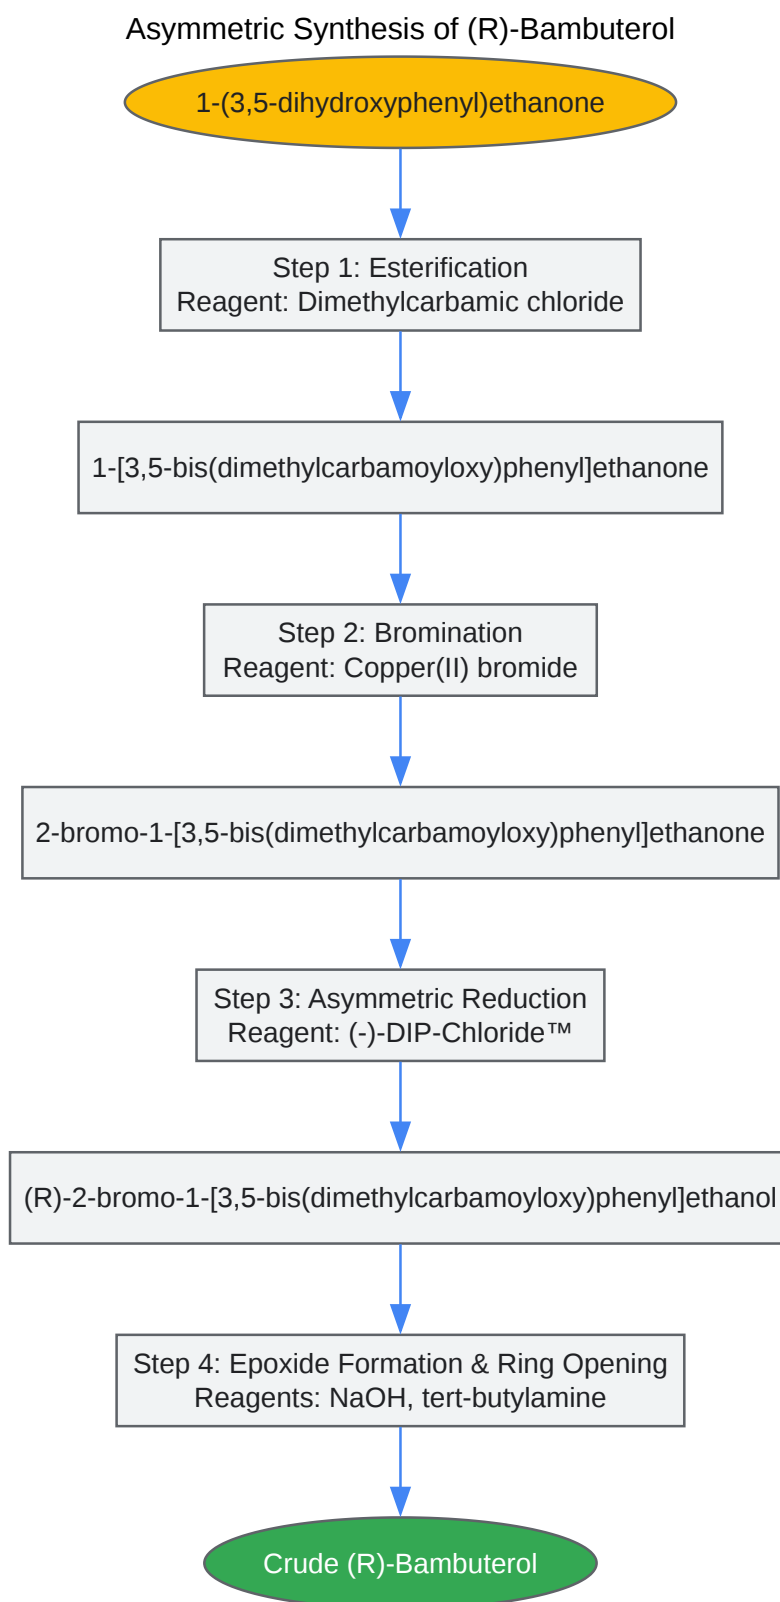 Asymmetric Synthesis of (R)-Bambuterol
1-(3,5-dihydroxyphenyl)ethanone
Step 1: Esterification
Reagent: Dimethylcarbamic chloride
1-[3,5-bis(dimethylcarbamoyloxy)phenyl]ethanone
Step 2: Bromination
Reagent: Copper(II) bromide
2-bromo-1-[3,5-bis(dimethylcarbamoyloxy)phenyl]ethanone
Step 3: Asymmetric Reduction
Reagent: (-)-DIP-Chloride™
(R)-2-bromo-1-[3,5-bis(dimethylcarbamoyloxy)phenyl]ethanol
Step 4: Epoxide Formation & Ring Opening
Reagents: NaOH, tert-butylamine
Crude (R)-Bambuterol